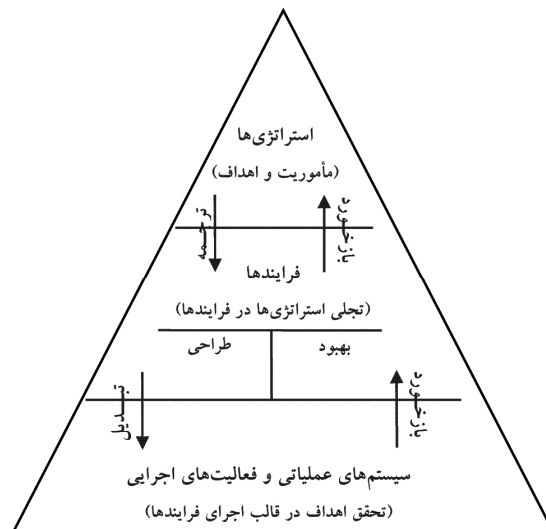 استراتژی‌ها
(مأموریت و اهداف)
بازخورد
ترجمه
فرایندها
(تجلی استراتژی‌ها در فرایندها)
بهبود
طراحی
بازخورد
تبدیل
سیستم‌های عملیاتی و فعالیت‌های اجرایی
(تحقق اهداف در قالب اجرای فرایندها)